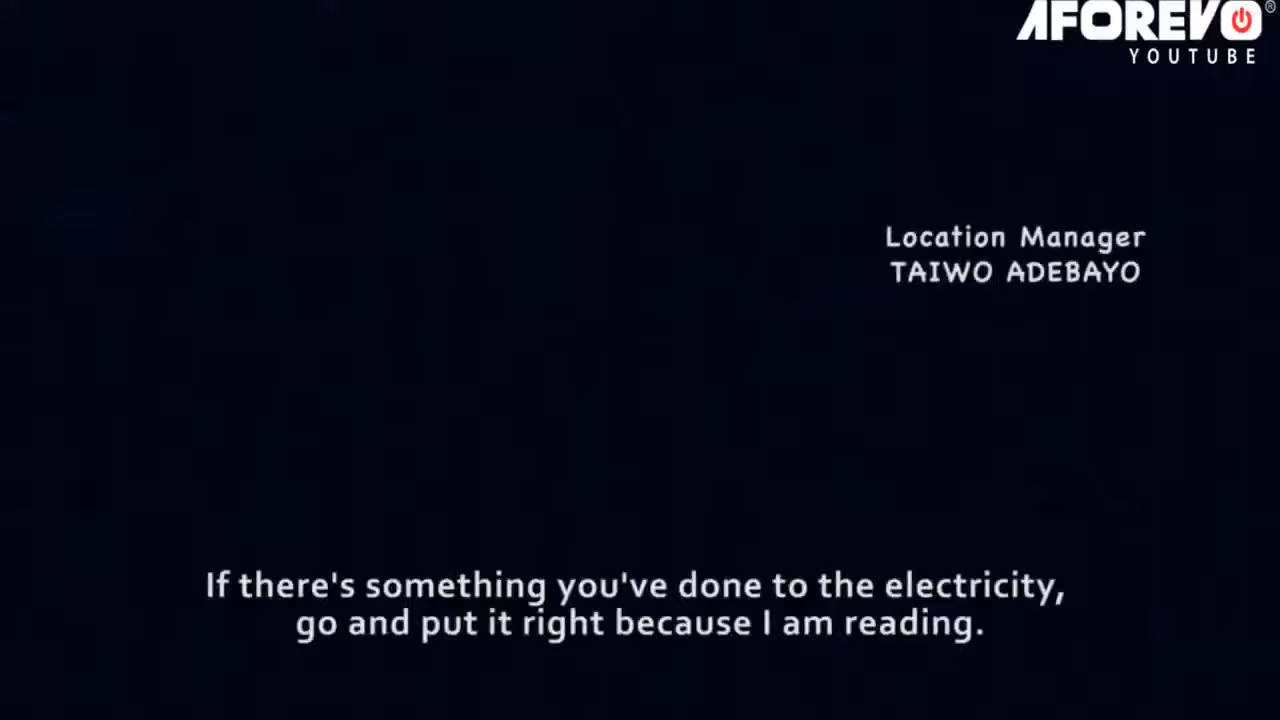 AFOREVO®
YOUTUBE
Location Manager
TAIWO ADEBAYO
If there's something you've done to the electricity,
go and put it right because I am reading.